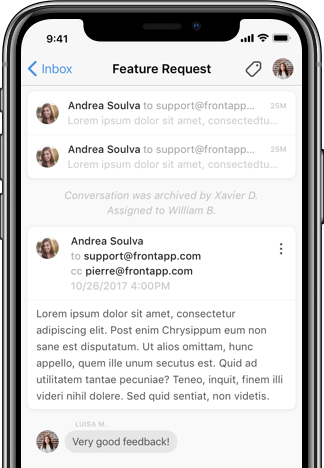 9:41
Inbox
Feature Request
Andrea Soulva to support@frontapp... 25M
Lorem ipsum dolor sit amet, consectedtu...
Andrea Soulva to support@frontapp... 25M
Lorem ipsum dolor sit amet, consectedtu...
Conversation was archived by Xavier D.
Assigned to William B.
Andrea Soulva
to support@frontapp.com
cc pierre@frontapp.com
10/26/2017 4:00PM
Lorem ipsum dolor sit amet, consectetur
adipiscing elit. Post enim Chrysippum eum non
sane est disputatum. Ut alios omittam, hunc
appello, quem ille unum secutus est. Quid ad
utilitatem tantae pecuniae? Teneo, inquit, finem illi
videri nihil dolere. Sed quid sentiat, non videtis.
LUISA M.
Very good feedback!